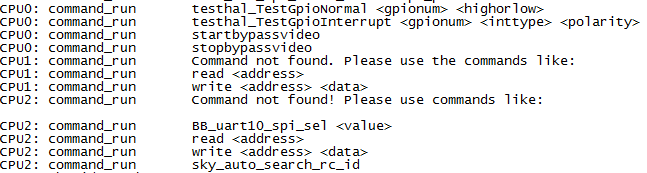 CPU0: command_run testhal_TestGpioNormal <gpionum> <highorlow>
CPU0: command_run testhal_TestGpioInterrupt <gpionum> <inttype> <polarity>
CPU0: command_run startbypassvideo
CPU0: command_run stopbypassvideo
CPU1: command_run Command not found. Please use the commands like:
CPU1: command_run read <address>
CPU1: command_run write <address> <data>
CPU2: command_run Command not found! Please use commands like:
CPU2: command_run BB_uart10_spi_sel <value>
CPU2: command_run read <address>
CPU2: command_run write <address> <data>
CPU2: command_run sky_auto_search_rc_id